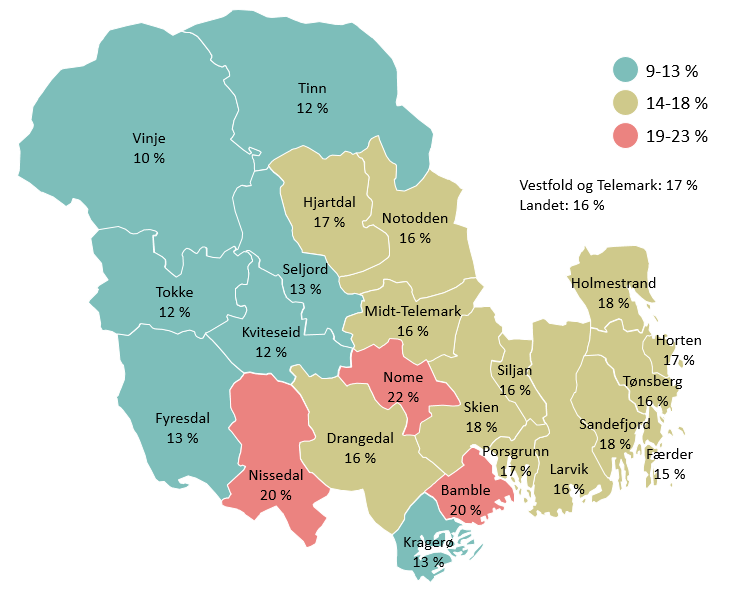 9-13 %
14-18 %
19-23 %
Vestfold og Telemark: 17 %
Landet: 16 %
Tinn
12 %
Vinje
10 %
Hjartdal
17 %
Notodden
16 %
Seljord
13 %
Tokke
12 %
Kviteseid
12 %
Midt-Telemark
16 %
Holmestrand
18 %
Horten
17 %
Tønsberg
16 %
Siljan
16 %
Nome
22 %
Skien
18 %
Fyresdal
13 %
Drangedal
16 %
Sandefjord
18 %
Færder
15 %
Porsgrunn
17 %
Larvik
16 %
Nissedal
20 %
Bamble
20 %
Kragerø
13 %